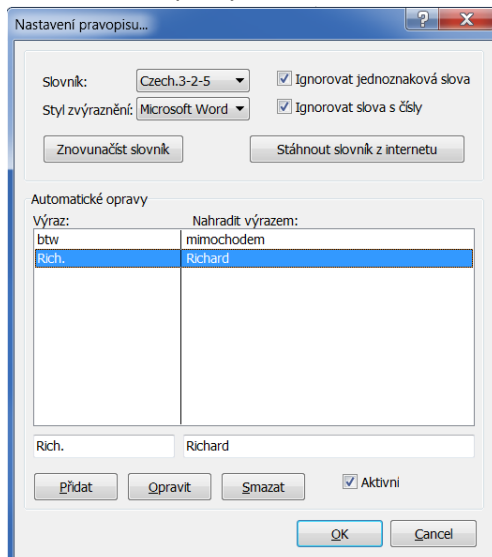 Nastavení pravopisu...
Slovník: Czech.3-2-5 Ignorovat jednoznaková slova
Styl zvýraznění: Microsoft Word Ignorovat slova s čísly
Znovunačíst slovník Stáhnout slovník z internetu
Automatické opravy
Výraz: Nahradit výrazem:
btw mimochodem
Rich. Richard
Rich. Richard
Přidat Opravit Smazat Aktivní
OK Cancel